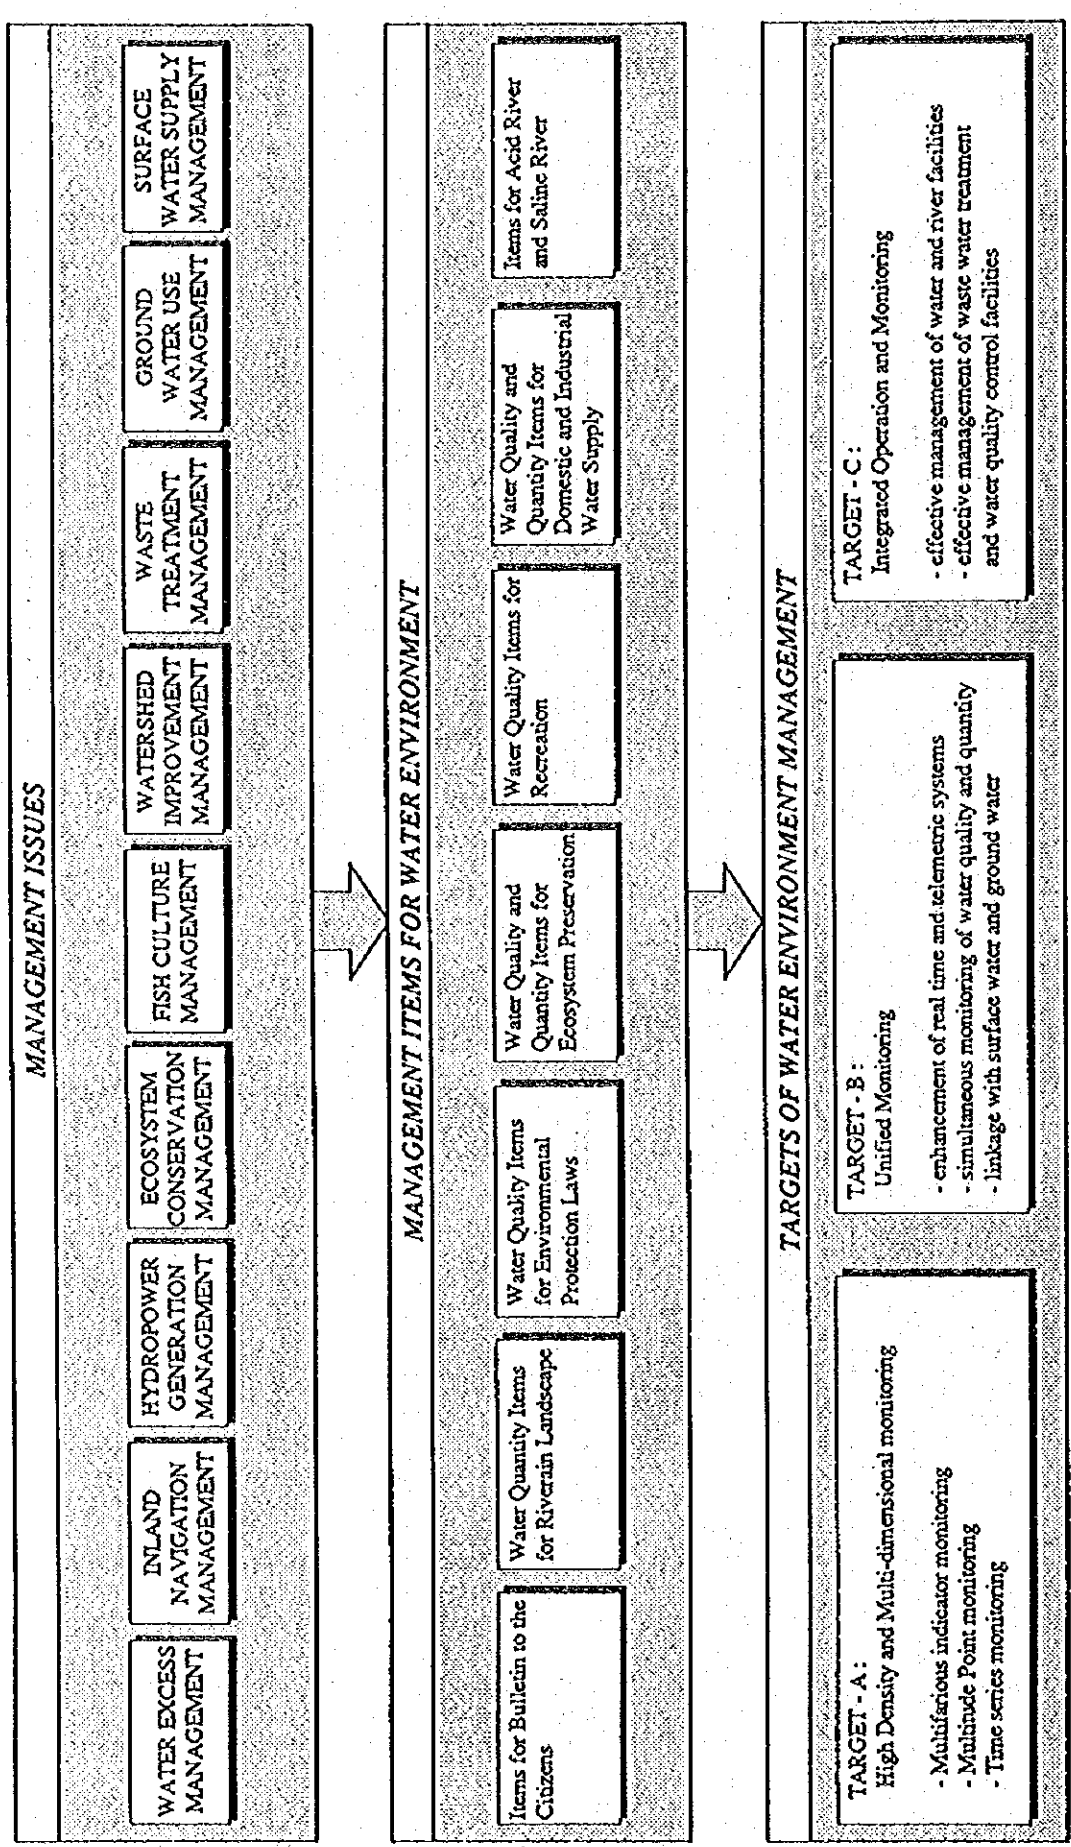 MANAGEMENT ISSUES
WATER EXCESS
MANAGEMENT
INLAND
NAVIGATION
MANAGEMENT
HYDROPOWER
GENERATION
MANAGEMENT
ECOSYSTEM
CONSERVATION
MANAGEMENT
FISH CULTURE
MANAGEMENT
WATERSHED
IMPROVEMENT
MANAGEMENT
WASTE
TREATMENT
MANAGEMENT
GROUND
WATER USE
MANAGEMENT
SURFACE
WATER SUPPLY
MANAGEMENT
MANAGEMENT ITEMS FOR WATER ENVIRONMENT
Items for Bulletin to the
Citizens
Water Quantity Items
for Riverain Landscape
Water Quality Items
for Environmental
Protection Laws
Water Quality and
Quantity Items for
Ecosystem Preservation
Water Quality Items for
Recreation
Water Quality and
Quantity Items for
Domestic and Industrial
Water Supply
Items for Acid River
and Saline River
TARGETS OF WATER ENVIRONMENT MANAGEMENT
TARGET - A :
High Density and Multi-dimensional monitoring
- Multifarious indicator monitoring
- Multitude Point monitoring
- Time series monitoring
TARGET - B :
Unified Monitoring
- enhancement of real time and telemetric systems
- simultaneous monitoring of water quality and quantity
- linkage with surface water and ground water
TARGET - C :
Integrated Operation and Monitoring
- effective management of water and river facilities
- effective management of waste water treatment
and water quality control facilities